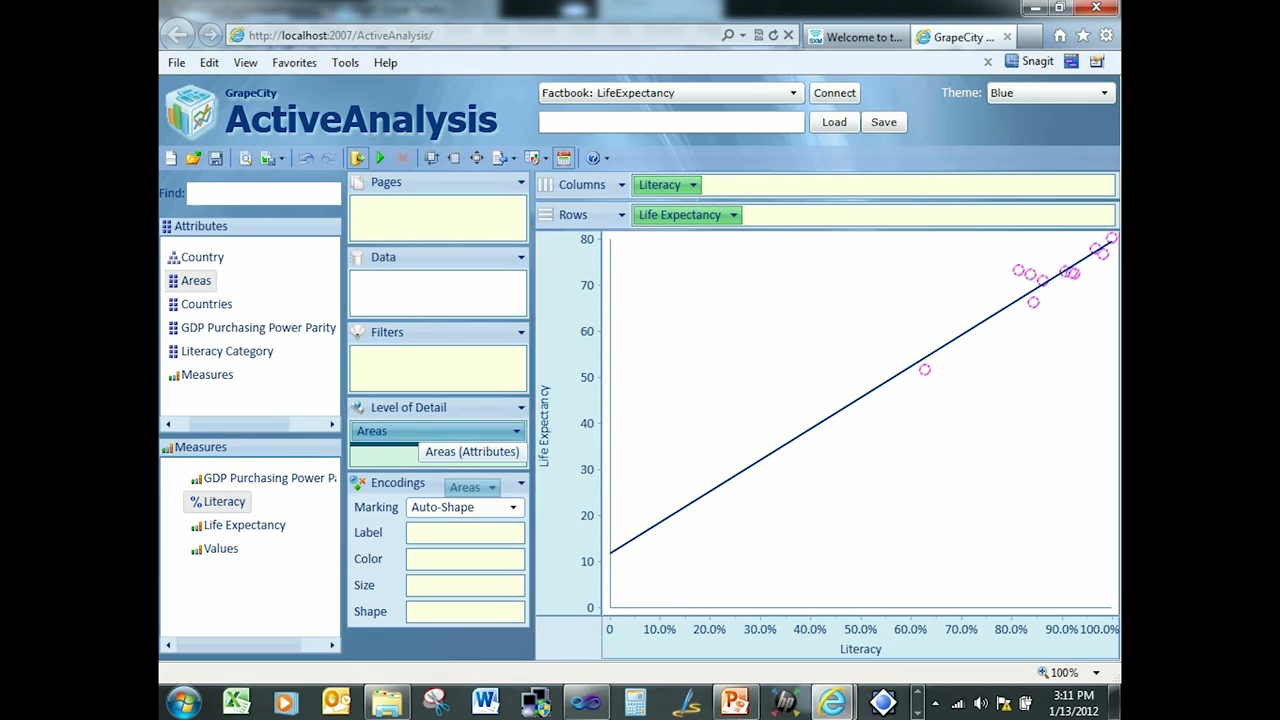 http://localhost:2007/ActiveAnalysis/
Welcome to t...
GrapeCity ...
File Edit View Favorites Tools Help
Snagit
GrapeCity
ActiveAnalysis
Factbook: LifeExpectancy
Connect
Theme: Blue
Load Save
Find:
Pages
Columns Literacy
Rows Life Expectancy
Attributes
Country
Areas
Countries
GDP Purchasing Power Parity
Literacy Category
Measures
Data
Filters
Level of Detail
Areas
Areas (Attributes)
Measures
GDP Purchasing Power Pa
% Literacy
Life Expectancy
Values
Encodings
Areas
Marking Auto-Shape
Label
Color
Size
Shape
80
70
60
50
40
30
20
10
0
Life Expectancy
0 10.0% 20.0% 30.0% 40.0% 50.0% 60.0% 70.0% 80.0% 90.0% 100.0%
Literacy
100%
3:11 PM
1/13/2012